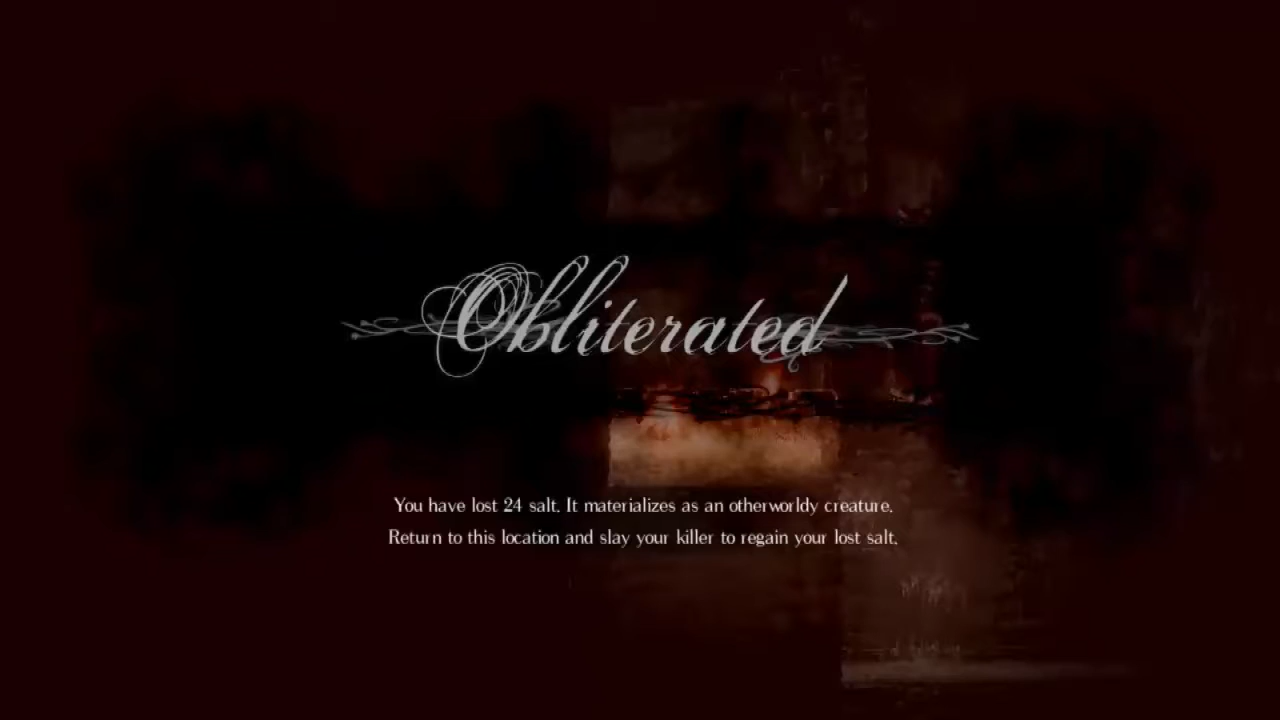 Obliterated
You have lost 24 salt. It materializes as an otherworldly creature.
Return to this location and slay your killer to regain your lost salt.